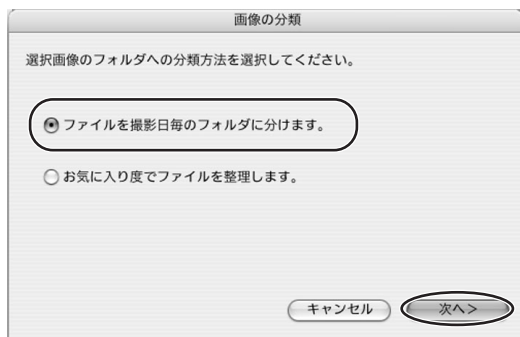 画像の分類
選択画像のフォルダへの分類方法を選択してください。
ファイルを撮影日毎のフォルダに分けます。
お気に入り度でファイルを整理します。
キャンセル
次へ>